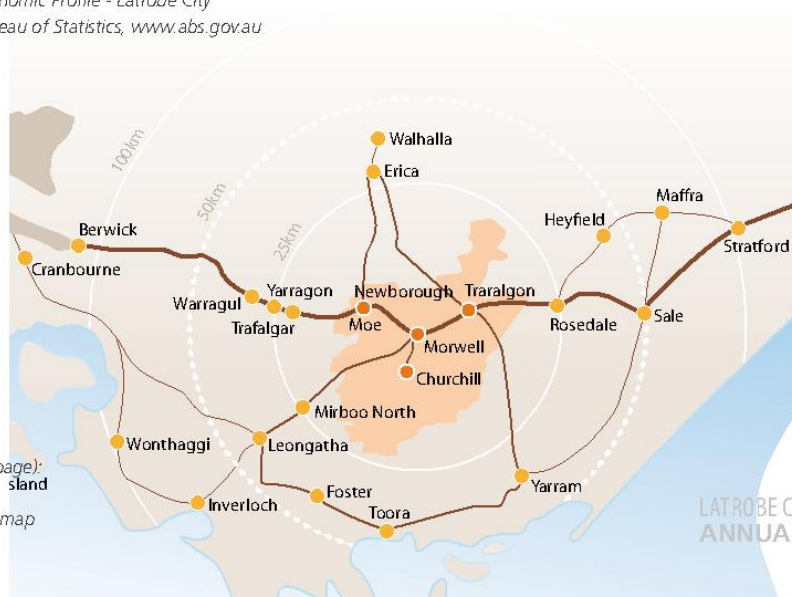 nomic Profile - Latrobe City
eau of Statistics, www.abs.gov.au
Walhalla
Erica
100km
50km
25km
Maffra
Heyfield
Stratford
Berwick
Cranbourne
Warragul
Yarragon
Trafalgar
Newborough
Traralgon
Moe
Morwell
Rosedale
Sale
Churchill
Mirboo North
Leongatha
Wonthaggi
page):
sland
map
Inverloch
Foster
Toora
Yarram
LATROBE C
ANNUA